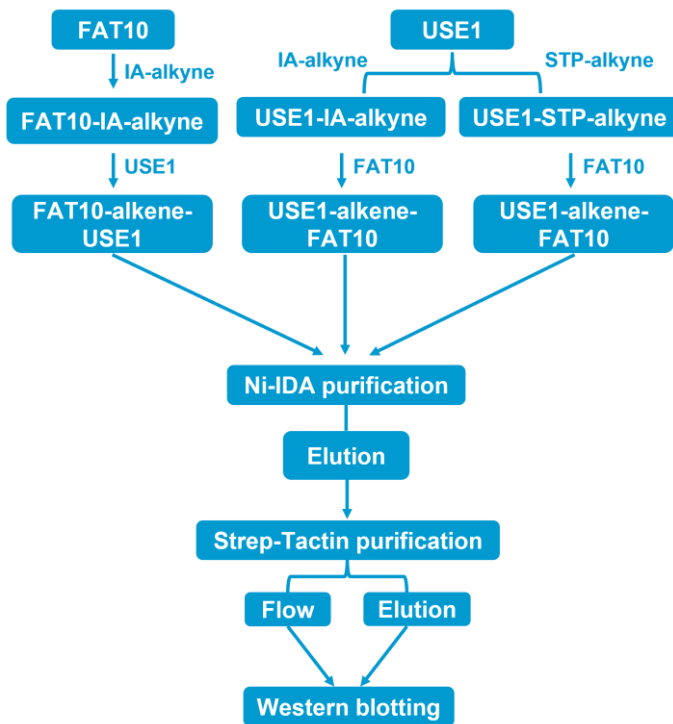 FAT10
USE1
IA-alkyne
IA-alkyne
STP-alkyne
FAT10-IA-alkyne
USE1-IA-alkyne
USE1-STP-alkyne
USE1
FAT10
FAT10
FAT10-alkene-
USE1
USE1-alkene-
FAT10
USE1-alkene-
FAT10
Ni-IDA purification
Elution
Strep-Tactin purification
Flow
Elution
Western blotting